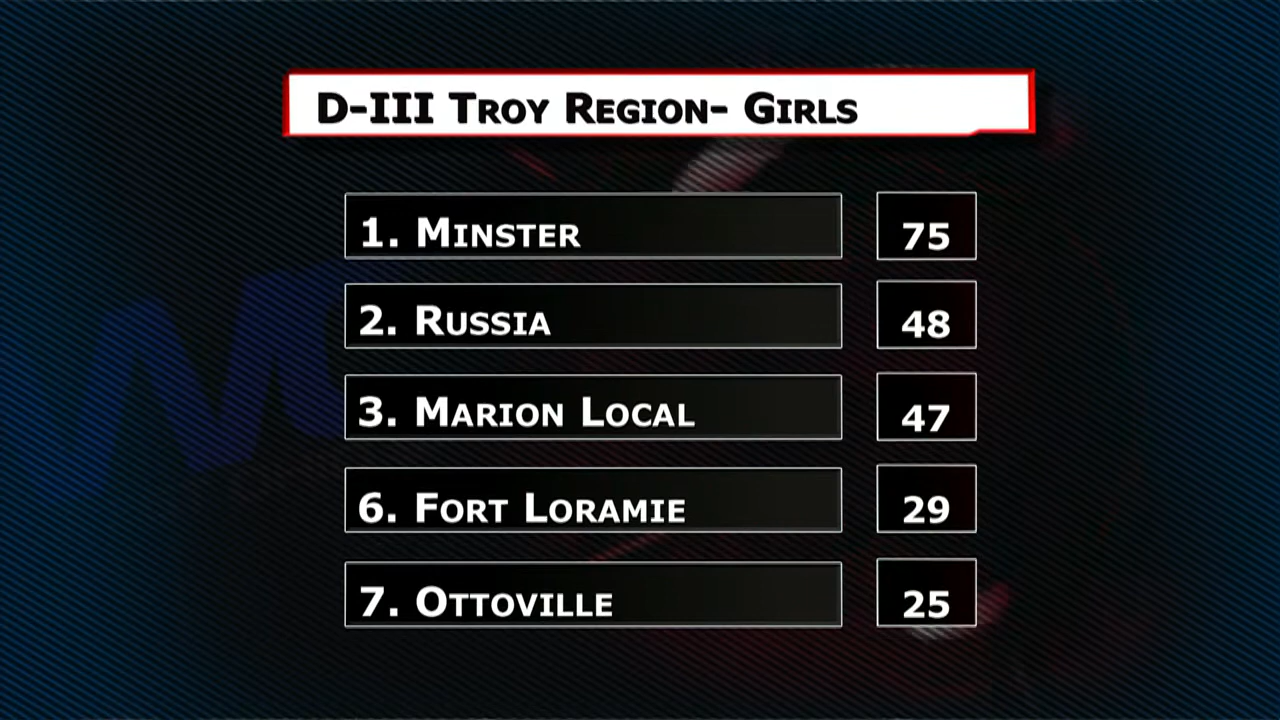 D-III Troy Region- Girls
1. Minster 75
2. Russia 48
3. Marion Local 47
6. Fort Loramie 29
7. Ottoville 25